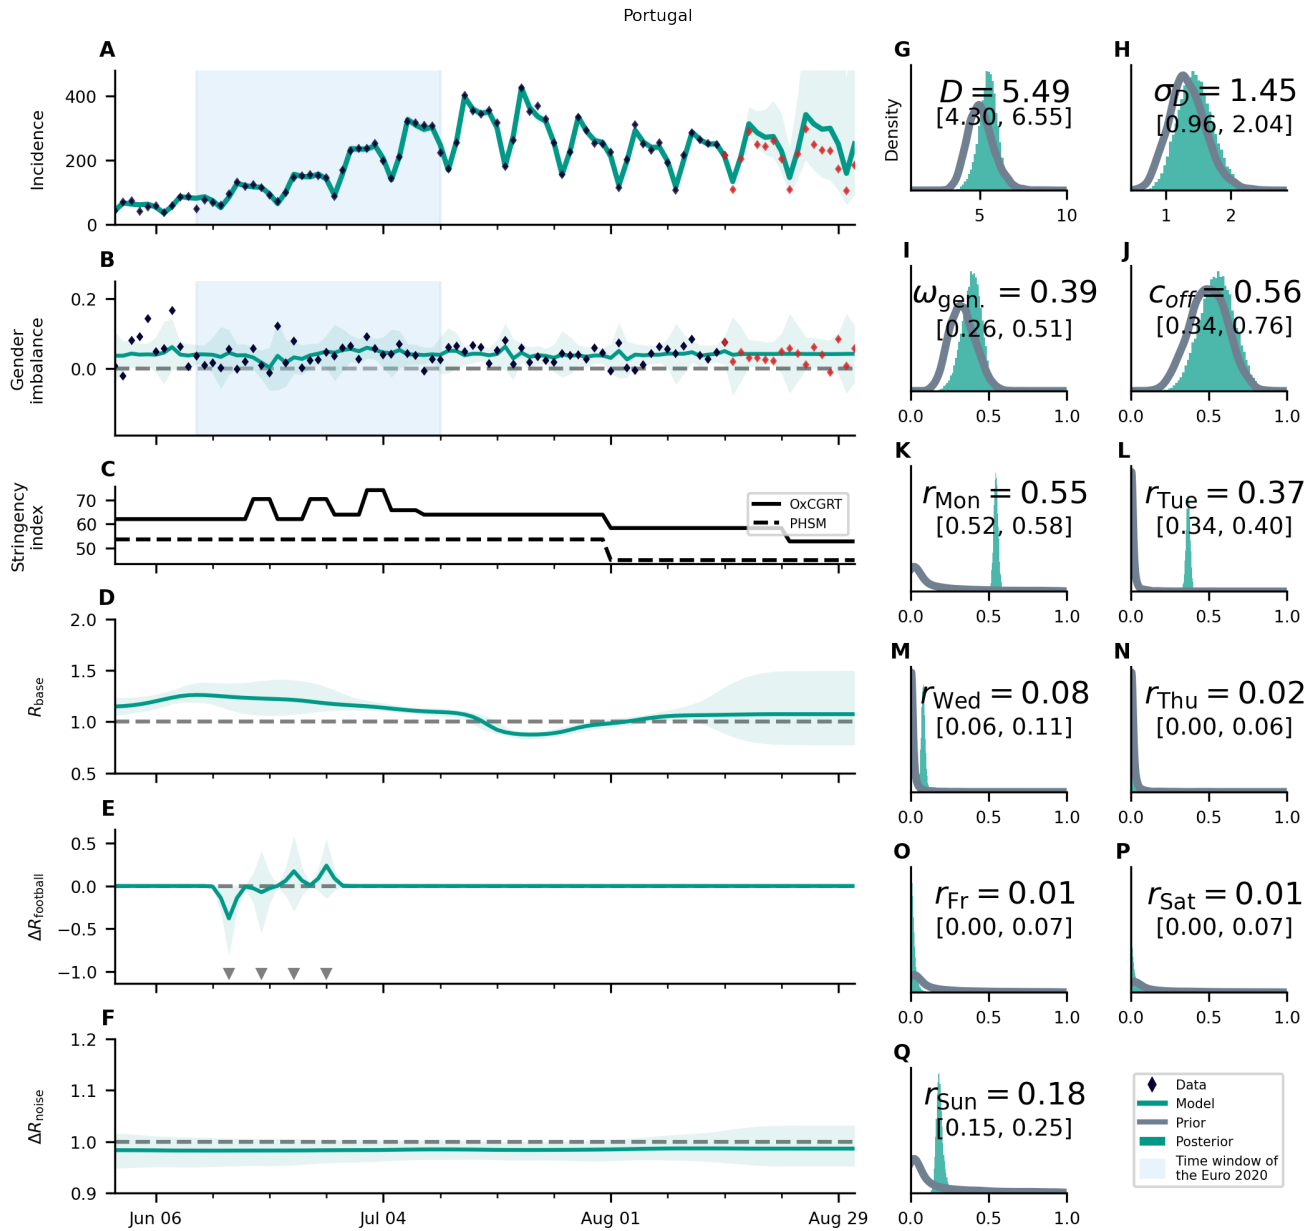 Portugal
A
Incidence
400
200
0
B
Gender
imbalance
0.2
0.0
C
Stringency
index
70
60
50
OxCGRT
PHSM
D
R_base
2.0
1.5
1.0
0.5
E
ΔR_football
0.5
0.0
−0.5
−1.0
F
ΔR_noise
1.2
1.1
1.0
0.9
Jun 06 Jul 04 Aug 01 Aug 29
G
Density
D = 5.49
[4.30, 6.55]
5 10
H
σ_D = 1.45
[0.96, 2.04]
1 2
I
ω_gen. = 0.39
[0.26, 0.51]
0.0 0.5 1.0
J
c_off = 0.56
[0.34, 0.76]
0.0 0.5 1.0
K
r_Mon = 0.55
[0.52, 0.58]
0.0 0.5 1.0
L
r_Tue = 0.37
[0.34, 0.40]
0.0 0.5 1.0
M
r_Wed = 0.08
[0.06, 0.11]
0.0 0.5 1.0
N
r_Thu = 0.02
[0.00, 0.06]
0.0 0.5 1.0
O
r_Fr = 0.01
[0.00, 0.07]
0.0 0.5 1.0
P
r_Sat = 0.01
[0.00, 0.07]
0.0 0.5 1.0
Q
r_Sun = 0.18
[0.15, 0.25]
0.0 0.5 1.0
Data
Model
Prior
Posterior
Time window of
the Euro 2020